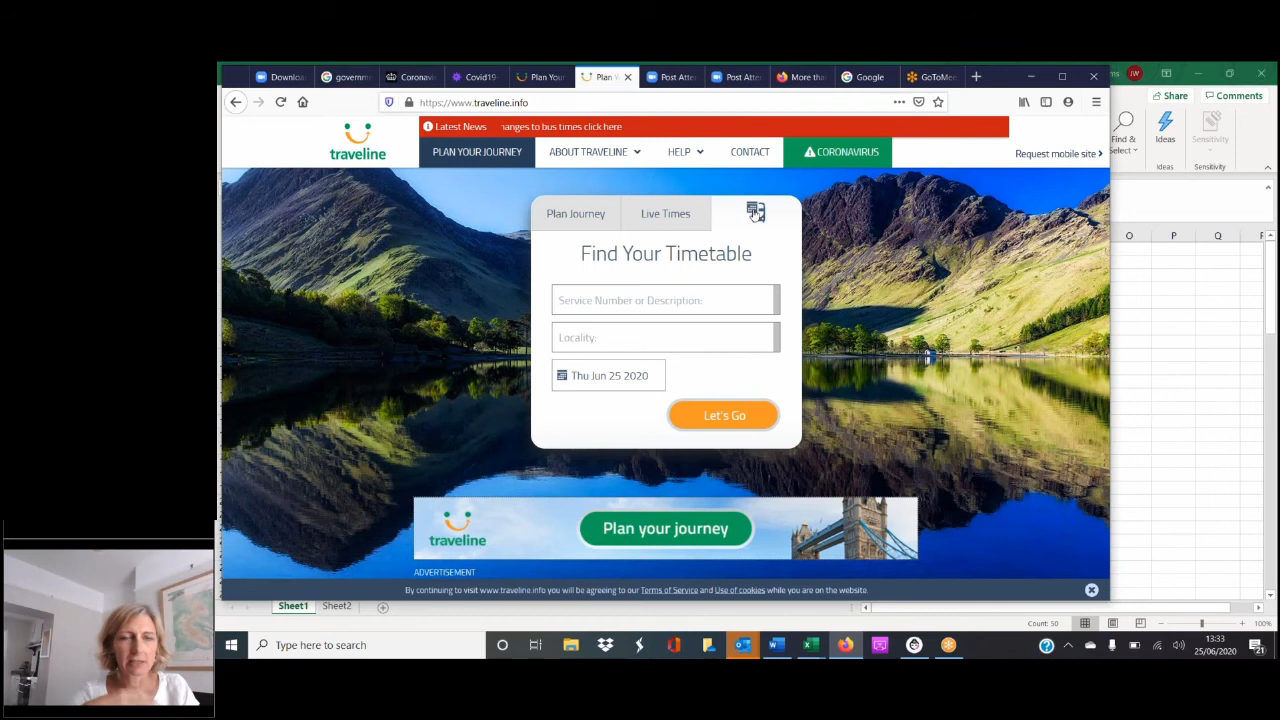 Downloa
governm
Coronavi
Covid19
Plan Your
Plan Y
Post Atte
Post Atte
More tha
Google
GoToMee
https://www.traveline.info
traveline
Latest News
hanges to bus times click here
PLAN YOUR JOURNEY
ABOUT TRAVELINE
HELP
CONTACT
CORONAVIRUS
Request mobile site
Plan Journey
Live Times
Find Your Timetable
Service Number or Description:
Locality:
Thu Jun 25 2020
Let's Go
traveline
Plan your journey
ADVERTISEMENT
By continuing to visit www.traveline.info you will be agreeing to our Terms of Service and Use of cookies while you are on the website.
ms
JW
Share
Comments
Find &
Select
Ideas
Sensitivity
Ideas
Sensitivity
O
P
Q
Sheet1
Sheet2
Count: 50
100%
Type here to search
13:33
25/06/2020
21